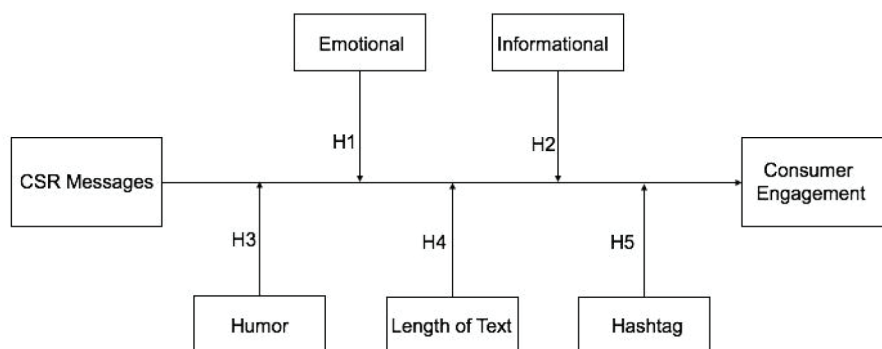 Emotional
Informational
H1
H2
CSR Messages
Consumer
Engagement
H3
H4
H5
Humor
Length of Text
Hashtag